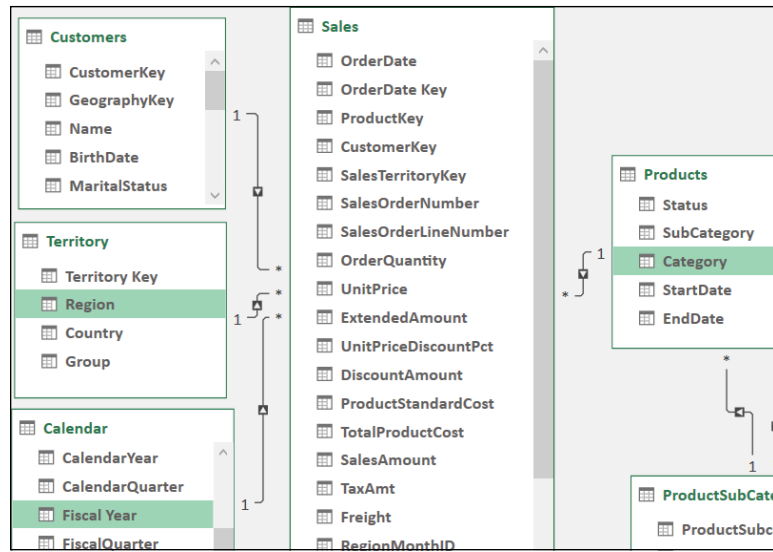 Customers
CustomerKey
GeographyKey
Name
BirthDate
MaritalStatus
1
*
Territory
Territory Key
Region
Country
Group
1
*
Calendar
CalendarYear
CalendarQuarter
Fiscal Year
FiscalQuarter
1
*
Sales
OrderDate
OrderDate Key
ProductKey
CustomerKey
SalesTerritoryKey
SalesOrderNumber
SalesOrderLineNumber
OrderQuantity
UnitPrice
ExtendedAmount
UnitPriceDiscountPct
DiscountAmount
ProductStandardCost
TotalProductCost
SalesAmount
TaxAmt
Freight
RegionMonthID
*
1
Products
Status
SubCategory
Category
StartDate
EndDate
*
1
ProductSubCate
ProductSubc